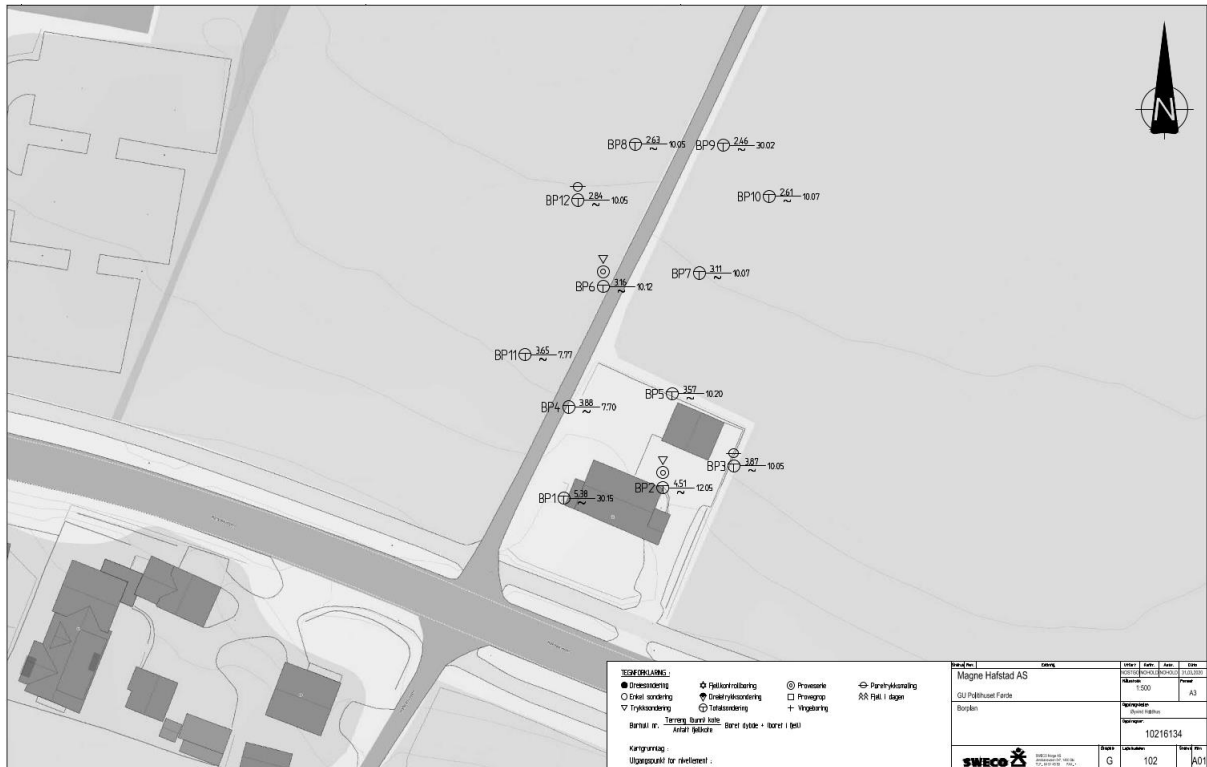 N
BP8 2.63 ~ 10.05
BP9 2.46 ~ 30.02
BP12 2.84 ~ 10.05
BP10 2.61 ~ 10.07
BP7 3.11 ~ 10.07
BP6 3.16 ~ 10.12
BP11 3.65 ~ 7.77
BP5 3.57 ~ 10.20
BP4 3.88 ~ 7.70
BP3 3.87 ~ 10.05
BP2 4.51 ~ 12.05
BP1 5.38 ~ 30.15
TEGNFORKLARING :
Dreiesondering
Fjellkontrollboring
Prøveserie
Poretrykksmåling
Enkel sondering
Dreietrykksondering
Prøvegrop
Fjell i dagen
Trykksondering
Totalsondering
Vingeboring
Borhull nr. Terreng (bunn) kote Boret dybde + (boret i fjell)
Antatt fjellkote
Kartgrunnlag :
Utgangspunkt for nivellement :
Magne Hafstad AS
GU Politihuset Førde
Borplan
1:500
A3
10216134
SWECO
G
102
A01